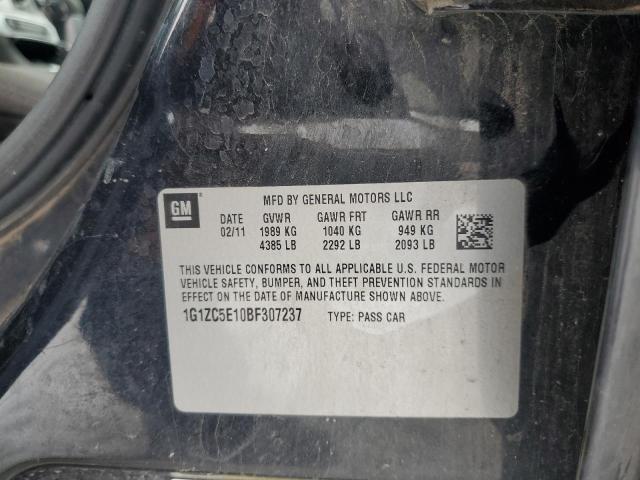 GM
MFD BY GENERAL MOTORS LLC
DATE GVWR GAWR FRT GAWR RR
02/11 1989 KG 1040 KG 949 KG
4385 LB 2292 LB 2093 LB
THIS VEHICLE CONFORMS TO ALL APPLICABLE U.S. FEDERAL MOTOR
VEHICLE SAFETY, BUMPER, AND THEFT PREVENTION STANDARDS IN
EFFECT ON THE DATE OF MANUFACTURE SHOWN ABOVE.
1G1ZC5E10BF307237 TYPE: PASS CAR